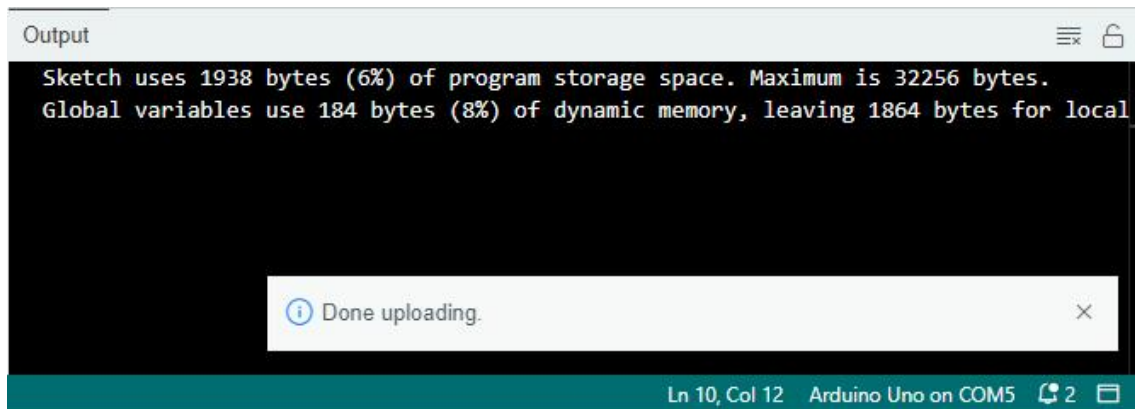 Output
Sketch uses 1938 bytes (6%) of program storage space. Maximum is 32256 bytes.
Global variables use 184 bytes (8%) of dynamic memory, leaving 1864 bytes for local
Done uploading.
Ln 10, Col 12 Arduino Uno on COM5 2